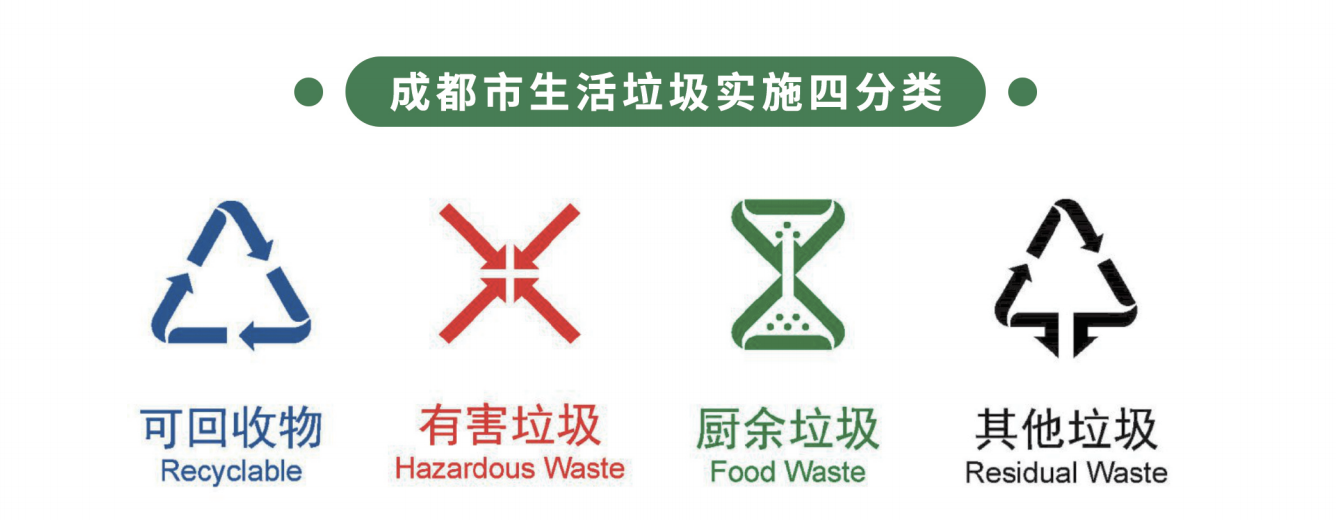 成都市生活垃圾实施四分类
可回收物
Recyclable
有害垃圾
Hazardous Waste
厨余垃圾
Food Waste
其他垃圾
Residual Waste